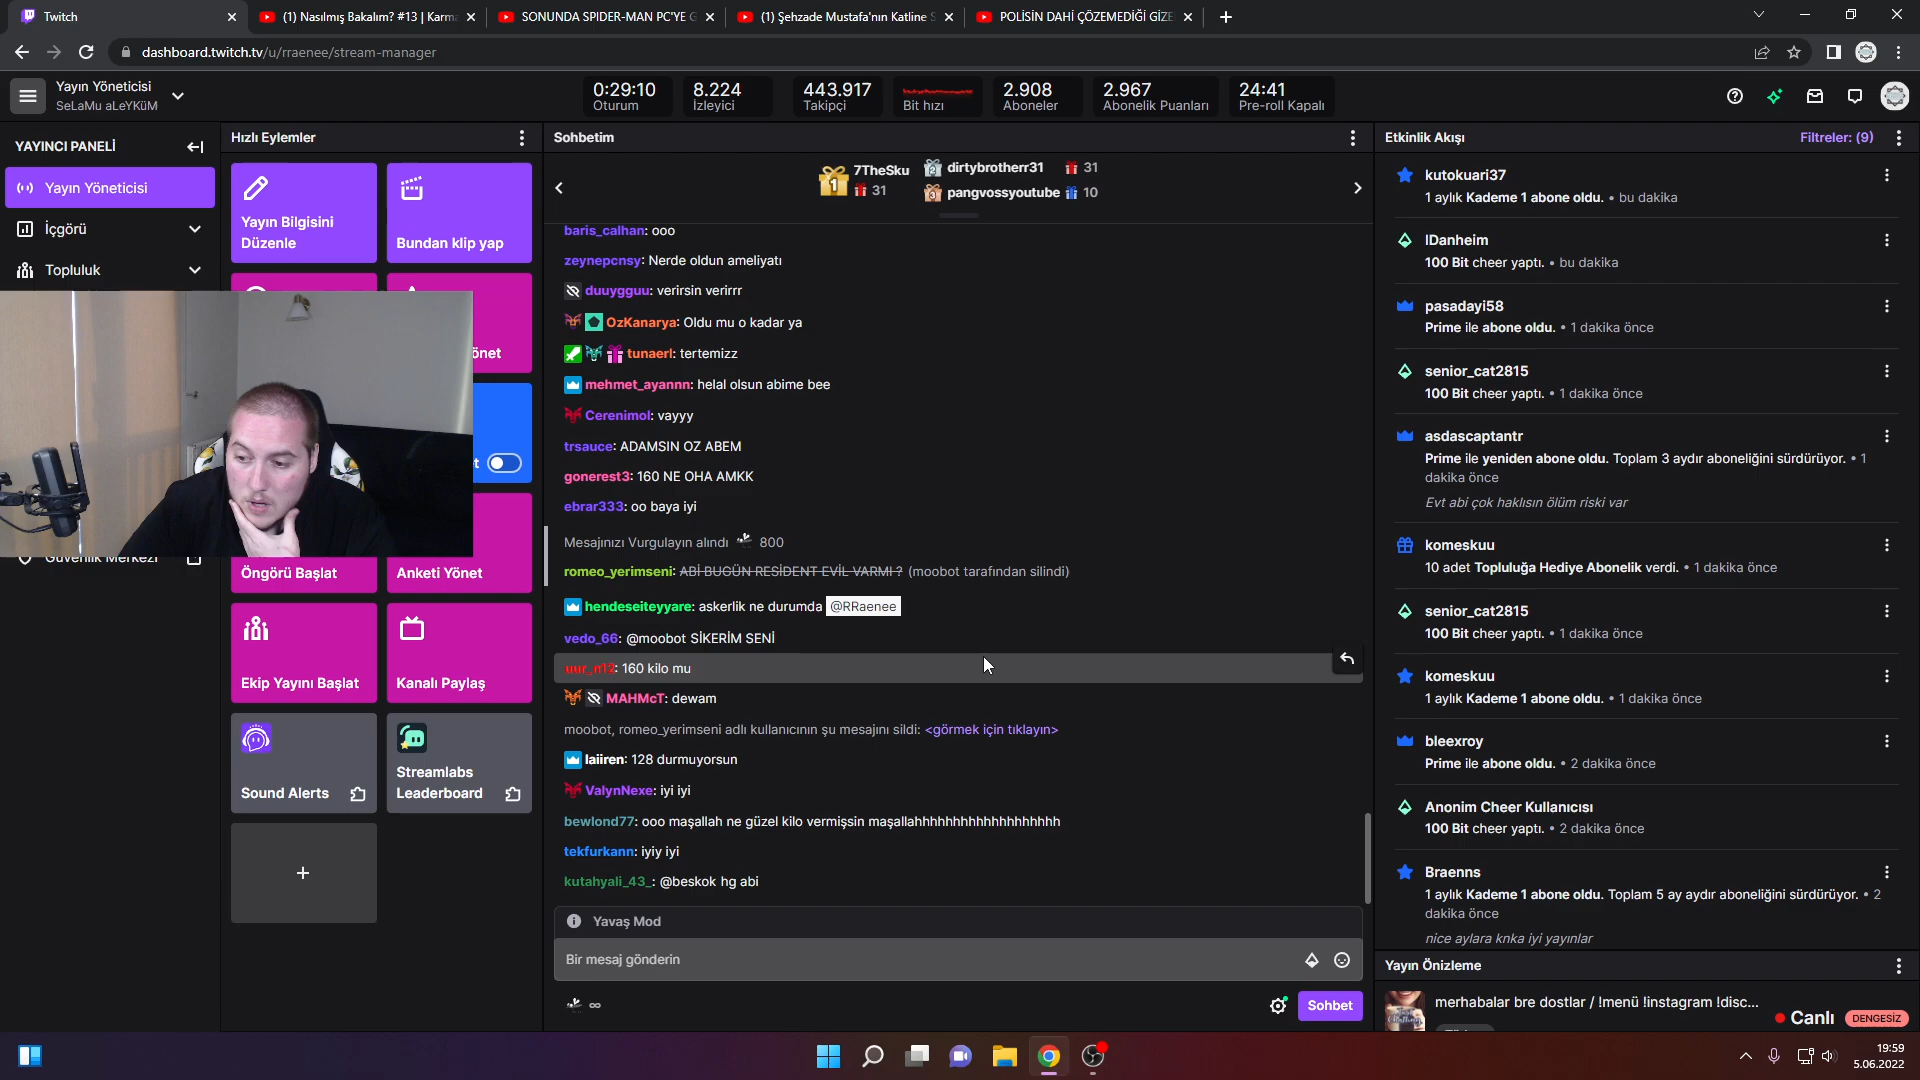 Twitch
(1) Nasılmış Bakalım? #13 | Karma
SONUNDA SPIDER-MAN PC'YE G
(1) Şehzade Mustafa'nın Katline S
POLİSİN DAHİ ÇÖZEMEDİĞİ GİZE
dashboard.twitch.tv/u/rraenee/stream-manager
Yayın Yöneticisi
SeLaMu aLeYKüM
0:29:10
Oturum
8.224
İzleyici
443.917
Takipçi
Bit hızı
2.908
Aboneler
2.967
Abonelik Puanları
24:41
Pre-roll Kapalı
YAYINCI PANELİ
Yayın Yöneticisi
İçgörü
Topluluk
Güvenlik Merkezi
Hızlı Eylemler
Yayın Bilgisini
Düzenle
Bundan klip yap
önet
t
Öngörü Başlat
Anketi Yönet
Ekip Yayını Başlat
Kanalı Paylaş
Sound Alerts
Streamlabs
Leaderboard
+
Sohbetim
1 7TheSku
31
2 dirtybrotherr31 31
3 pangvossyoutube 10
baris_calhan: ooo
zeynepcnsy: Nerde oldun ameliyatı
duuygguu: verirsin verirrr
OzKanarya: Oldu mu o kadar ya
tunaerl: tertemizz
mehmet_ayannn: helal olsun abime bee
Cerenimol: vayyy
trsauce: ADAMSIN OZ ABEM
gonerest3: 160 NE OHA AMKK
ebrar333: oo baya iyi
Mesajınızı Vurgulayın alındı 800
romeo_yerimseni: ABİ BUGÜN RESİDENT EVİL VARMI ? (moobot tarafından silindi)
hendeseiteyyare: askerlik ne durumda @RRaenee
vedo_66: @moobot SİKERİM SENİ
uur_n12: 160 kilo mu
MAHMcT: dewam
moobot, romeo_yerimseni adlı kullanıcının şu mesajını sildi: <görmek için tıklayın>
laiiren: 128 durmuyorsun
ValynNexe: iyi iyi
bewlond77: ooo maşallah ne güzel kilo vermişsin maşallahhhhhhhhhhhhhhhhhhh
tekfurkann: iyiy iyi
kutahyali_43_: @beskok hg abi
Yavaş Mod
Bir mesaj gönderin
∞
Sohbet
Etkinlik Akışı
Filtreler: (9)
kutokuari37
1 aylık Kademe 1 abone oldu. • bu dakika
IDanheim
100 Bit cheer yaptı. • bu dakika
pasadayi58
Prime ile abone oldu. • 1 dakika önce
senior_cat2815
100 Bit cheer yaptı. • 1 dakika önce
asdascaptantr
Prime ile yeniden abone oldu. Toplam 3 aydır aboneliğini sürdürüyor. • 1
dakika önce
Evt abi çok haklısın ölüm riski var
komeskuu
10 adet Topluluğa Hediye Abonelik verdi. • 1 dakika önce
senior_cat2815
100 Bit cheer yaptı. • 1 dakika önce
komeskuu
1 aylık Kademe 1 abone oldu. • 1 dakika önce
bleexroy
Prime ile abone oldu. • 2 dakika önce
Anonim Cheer Kullanıcısı
100 Bit cheer yaptı. • 2 dakika önce
Braenns
1 aylık Kademe 1 abone oldu. Toplam 5 ay aydır aboneliğini sürdürüyor. • 2
dakika önce
nice aylara knka iyi yayınlar
Yayın Önizleme
merhabalar bre dostlar / !menü !instagram !disc...
Canlı
DENGESİZ
19:59
5.06.2022